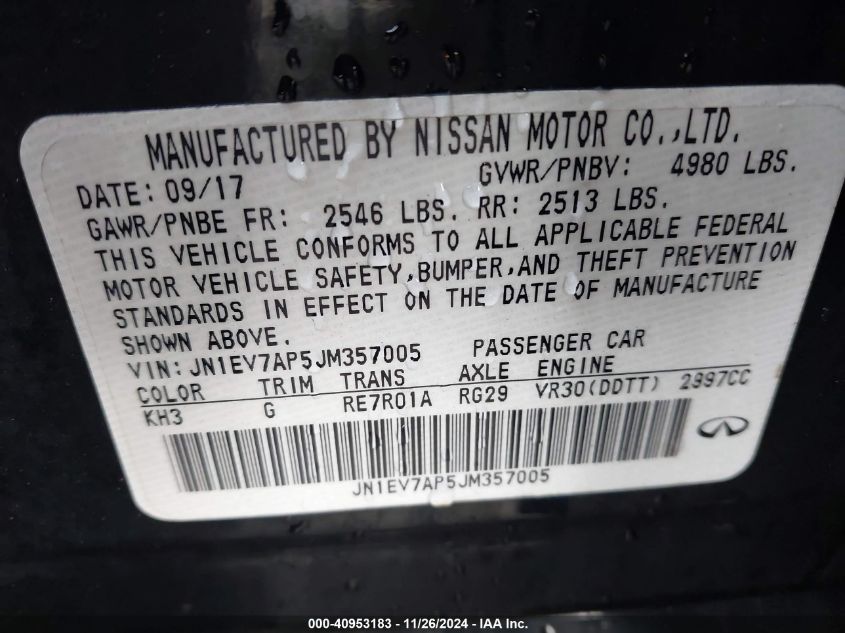 MANUFACTURED BY NISSAN MOTOR CO.,LTD.
DATE: 09/17 GVWR/PNBV: 4980 LBS.
GAWR/PNBE FR: 2546 LBS. RR: 2513 LBS.
THIS VEHICLE CONFORMS TO ALL APPLICABLE FEDERAL
MOTOR VEHICLE SAFETY,BUMPER,AND THEFT PREVENTION
STANDARDS IN EFFECT ON THE DATE OF MANUFACTURE
SHOWN ABOVE.
VIN: JN1EV7AP5JM357005 PASSENGER CAR
COLOR TRIM TRANS AXLE ENGINE
KH3 G RE7R01A RG29 VR30(DDTT) 2997CC
JN1EV7AP5JM357005
000-40953183 - 11/26/2024 - IAA Inc.